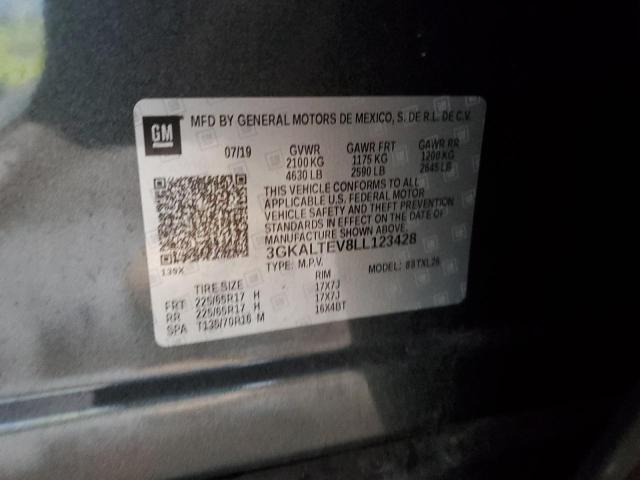 GM
MFD BY GENERAL MOTORS DE MEXICO, S. DE R.L. DE C.V.
07/19 GVWR GAWR FRT GAWR RR
2100 KG 1175 KG 1200 KG
4630 LB 2590 LB 2645 LB
THIS VEHICLE CONFORMS TO ALL
APPLICABLE U.S. FEDERAL MOTOR
VEHICLE SAFETY AND THEFT PREVENTION
STANDARDS IN EFFECT ON THE DATE OF
MANUFACTURE SHOWN ABOVE.
3GKALTEV8LL123428
139X TYPE: M.P.V. MODEL:
TIRE SIZE RIM
FRT 225/65R17 H 17X7J
RR 225/65R17 H 17X7J
SPA T135/70R16 M 16X4BT